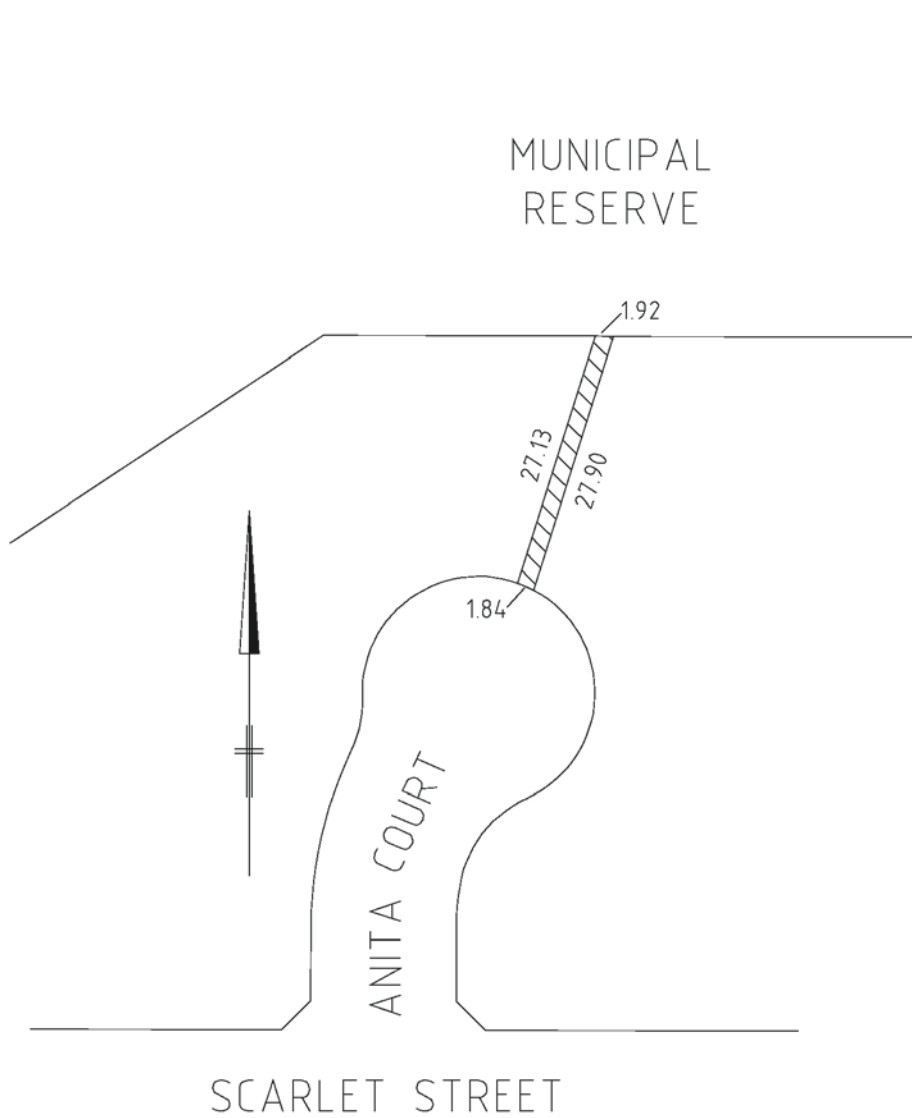 MUNICIPAL
RESERVE
1.92
27.13
27.90
1.84
ANITA COURT
SCARLET STREET